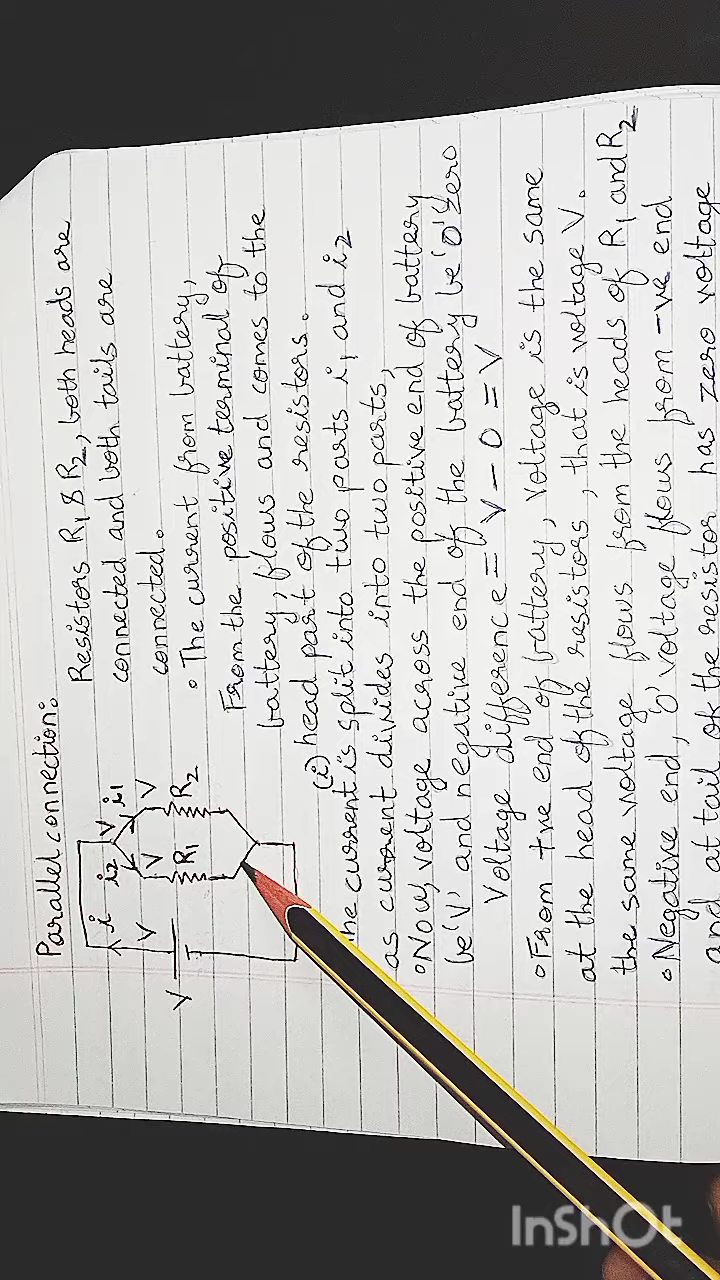 Parallel connection:
V
i
V
i2
V
V
i1
V
R1
R2
Resistors R1 & R2, both heads are
connected and both tails are
connected.
• The current from battery,
From the positive terminal of
battery, flows and comes to the
(i) head part of the resistors.
he current is split into two parts i1 and i2
as current divides into two parts,
• Now, voltage across the positive end of battery
be 'V' and negative end of the battery be '0' zero
Voltage difference = V - 0 = V
• From +ve end of battery, voltage is the same
at the head of the resistors, that is voltage V.
the same voltage flows from the heads of R1 and R2
• Negative end, '0' voltage flows from -ve end
and at tail of the resistor has zero voltage
InShOt